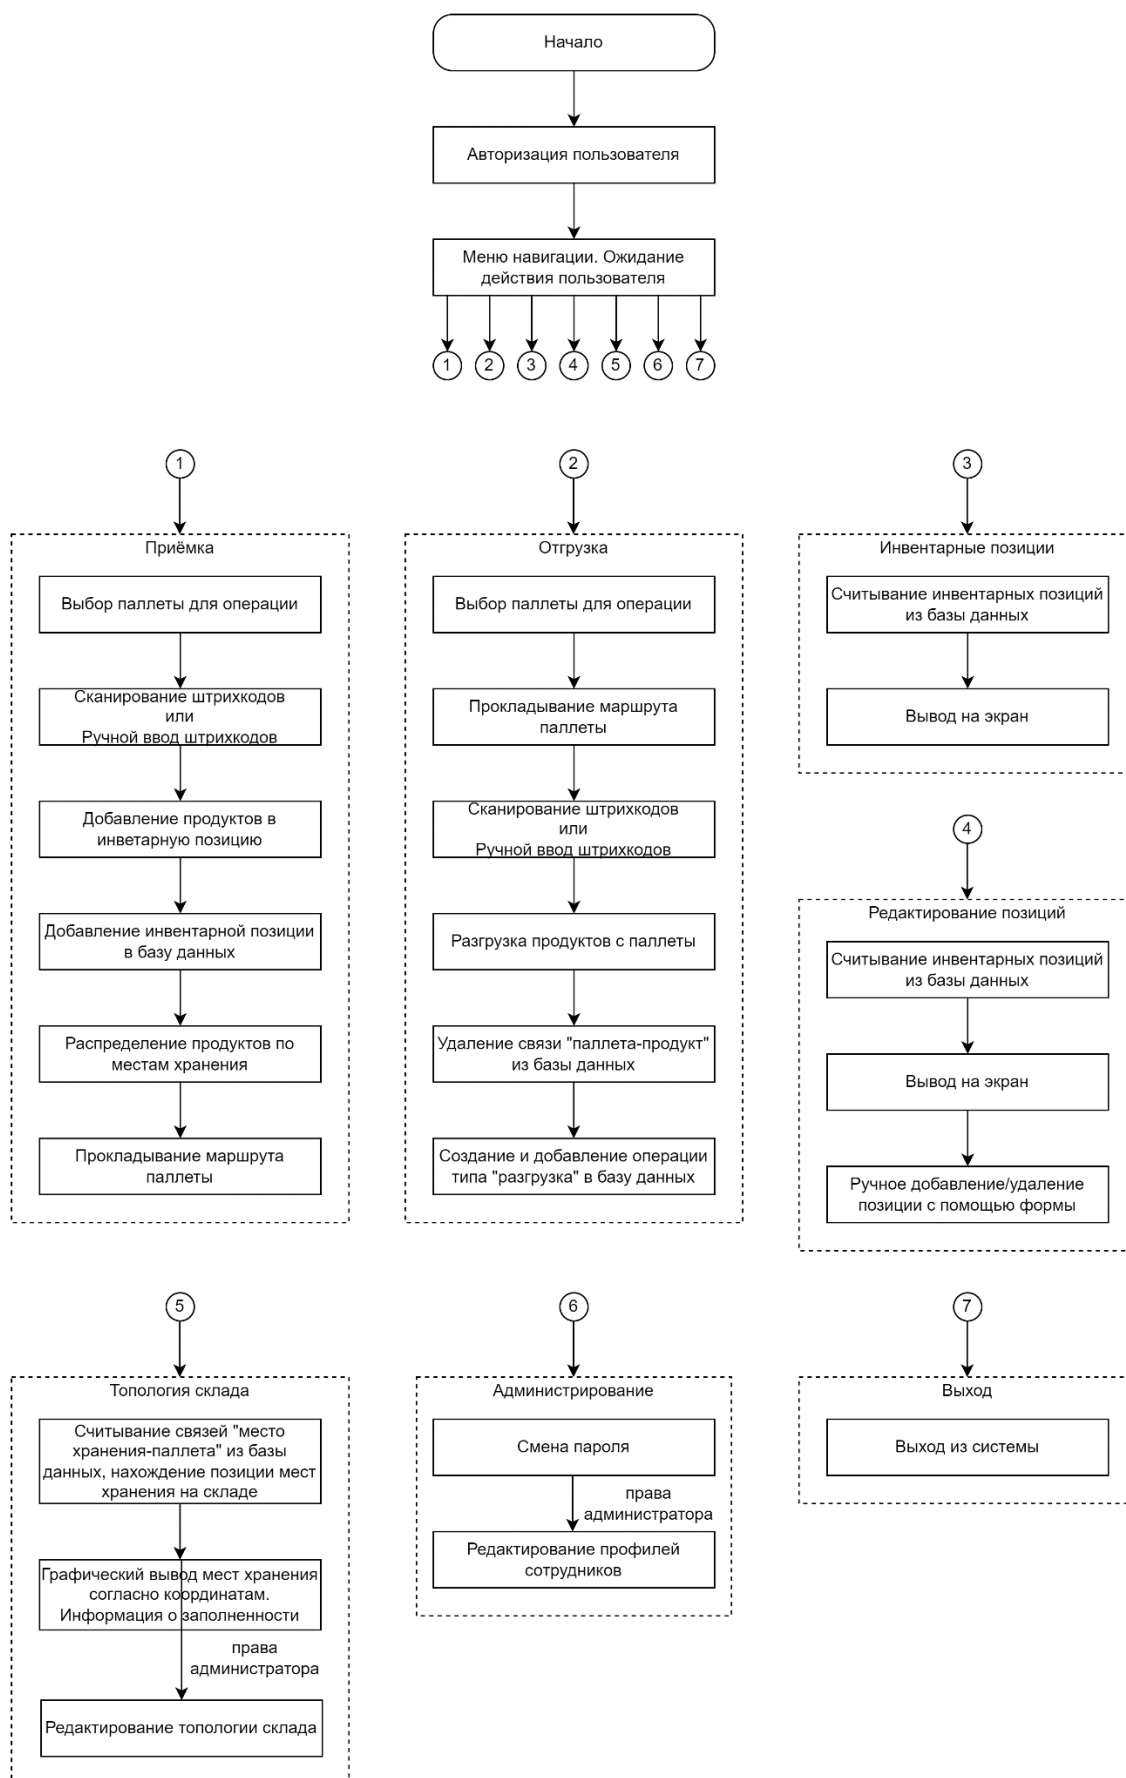 Начало
Авторизация пользователя
Меню навигации. Ожидание
действия пользователя
1
2
3
4
5
6
7
1
Приёмка
Выбор паллеты для операции
Сканирование штрихкодов
или
Ручной ввод штрихкодов
Добавление продуктов в
инветарную позицию
Добавление инвентарной позиции
в базу данных
Распределение продуктов по
местам хранения
Прокладывание маршрута
паллеты
2
Отгрузка
Выбор паллеты для операции
Прокладывание маршрута
паллеты
Сканирование штрихкодов
или
Ручной ввод штрихкодов
Разгрузка продуктов с паллеты
Удаление связи "паллета-продукт"
из базы данных
Создание и добавление операции
типа "разгрузка" в базу данных
3
Инвентарные позиции
Считывание инвентарных позиций
из базы данных
Вывод на экран
4
Редактирование позиций
Считывание инвентарных позиций
из базы данных
Вывод на экран
Ручное добавление/удаление
позиции с помощью формы
5
Топология склада
Считывание связей "место
хранения-паллета" из базы
данных, нахождение позиции мест
хранения на складе
Графический вывод мест хранения
согласно координатам.
Информация о заполненности
права
администратора
Редактирование топологии склада
6
Администрирование
Смена пароля
права
администратора
Редактирование профилей
сотрудников
7
Выход
Выход из системы